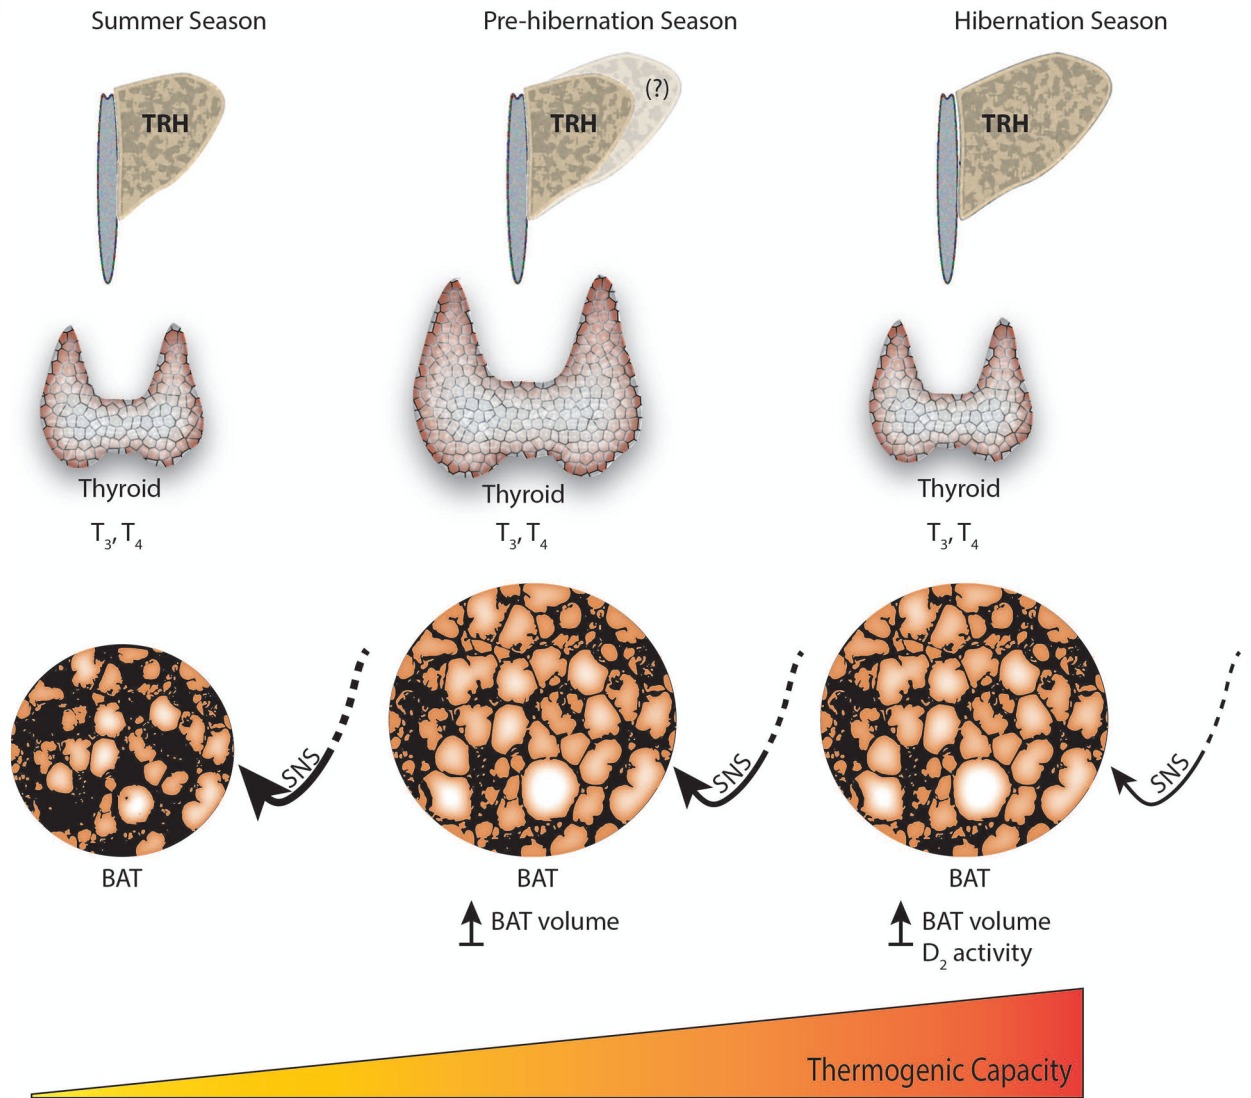 Summer Season
Pre-hibernation Season
Hibernation Season
TRH
TRH
(?)
TRH
Thyroid
Thyroid
Thyroid
T3, T4
T3, T4
T3, T4
SNS
SNS
SNS
BAT
BAT
BAT
BAT volume
BAT volume
D2 activity
Thermogenic Capacity